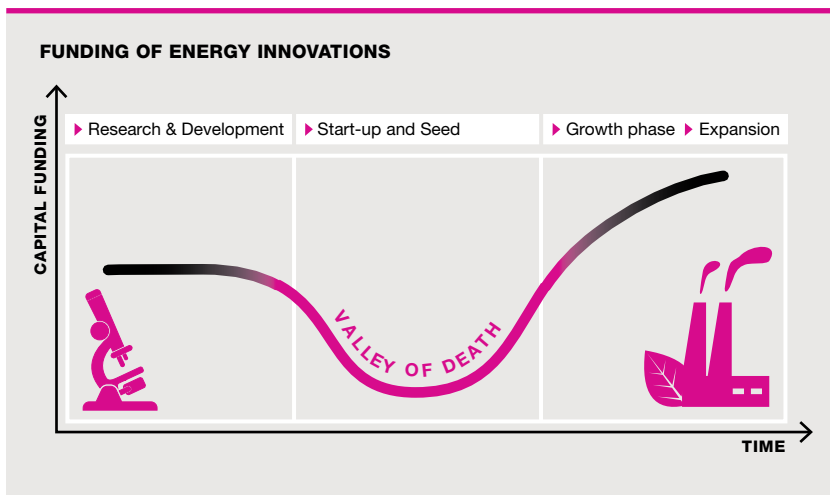 FUNDING OF ENERGY INNOVATIONS
CAPITAL FUNDING
Research & Development
Start-up and Seed
Growth phase
Expansion
VALLEY OF DEATH
TIME